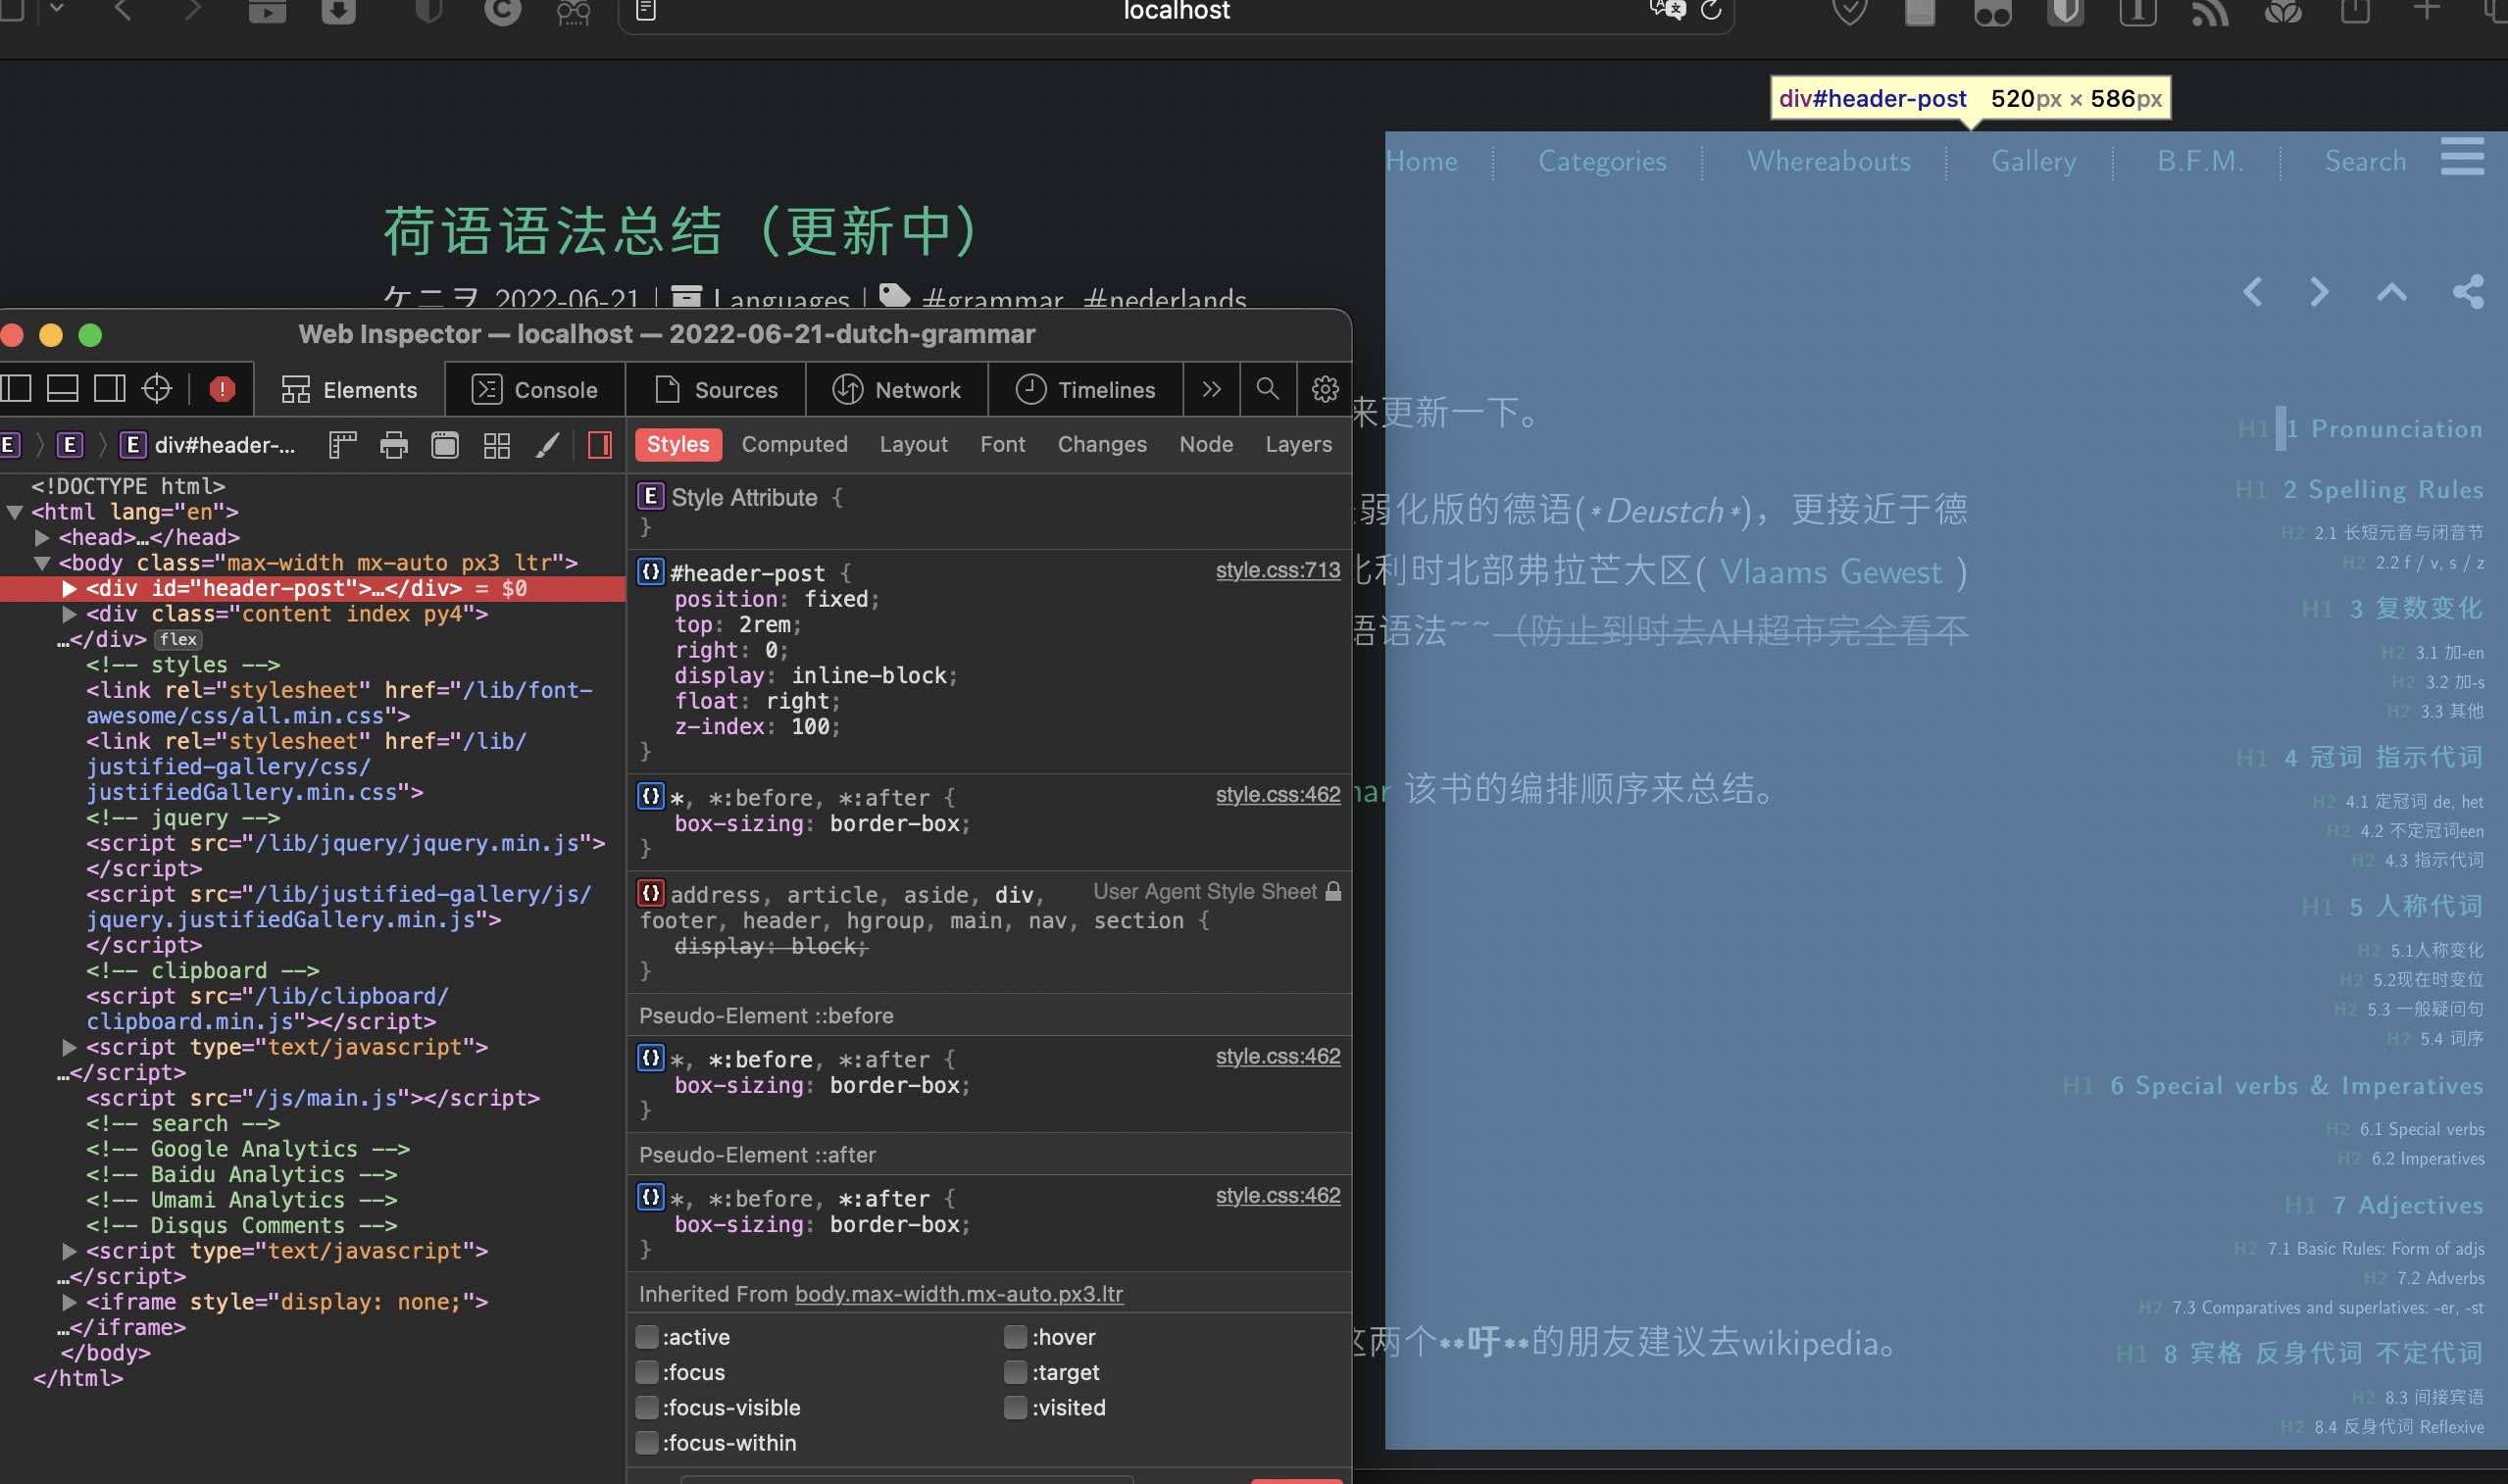 localhost
div#header-post 520px × 586px
Home
Categories
Whereabouts
Gallery
B.F.M.
Search
荷语语法总结（更新中）
ケニヲ 2022-06-21 | Languages | #grammar #nederlands
Web Inspector — localhost — 2022-06-21-dutch-grammar
Elements
Console
Sources
Network
Timelines
E 〉 E 〉 E div#header-…
<!DOCTYPE html>
<html lang="en">
<head>…</head>
<body class="max-width mx-auto px3 ltr">
<div id="header-post">…</div> = $0
<div class="content index py4">
…</div> flex
<!-- styles -->
<link rel="stylesheet" href="/lib/font-
awesome/css/all.min.css">
<link rel="stylesheet" href="/lib/
justified-gallery/css/
justifiedGallery.min.css">
<!-- jquery -->
<script src="/lib/jquery/jquery.min.js">
</script>
<script src="/lib/justified-gallery/js/
jquery.justifiedGallery.min.js">
</script>
<!-- clipboard -->
<script src="/lib/clipboard/
clipboard.min.js"></script>
<script type="text/javascript">
…</script>
<script src="/js/main.js"></script>
<!-- search -->
<!-- Google Analytics -->
<!-- Baidu Analytics -->
<!-- Umami Analytics -->
<!-- Disqus Comments -->
<script type="text/javascript">
…</script>
<iframe style="display: none;">
…</iframe>
</body>
</html>
Styles Computed Layout Font Changes Node Layers
E Style Attribute {
}
{} #header-post { style.css:713
position: fixed;
top: 2rem;
right: 0;
display: inline-block;
float: right;
z-index: 100;
}
{} *, *:before, *:after { style.css:462
box-sizing: border-box;
}
{} address, article, aside, div, User Agent Style Sheet
footer, header, hgroup, main, nav, section {
display: block;
}
Pseudo-Element ::before
{} *, *:before, *:after { style.css:462
box-sizing: border-box;
}
Pseudo-Element ::after
{} *, *:before, *:after { style.css:462
box-sizing: border-box;
}
Inherited From body.max-width.mx-auto.px3.ltr
:active :hover
:focus :target
:focus-visible :visited
:focus-within
来更新一下。
弱化版的德语(*Deustch*)，更接近于德
比利时北部弗拉芒大区( Vlaams Gewest )
语语法~~（防止到时去AH超市完全看不
mar 该书的编排顺序来总结。
这两个**吁**的朋友建议去wikipedia。
H1 1 Pronunciation
H1 2 Spelling Rules
H2 2.1 长短元音与闭音节
H2 2.2 f / v, s / z
H1 3 复数变化
H2 3.1 加-en
H2 3.2 加-s
H2 3.3 其他
H1 4 冠词 指示代词
H2 4.1 定冠词 de, het
H2 4.2 不定冠词een
H2 4.3 指示代词
H1 5 人称代词
H2 5.1人称变化
H2 5.2现在时变位
H2 5.3 一般疑问句
H2 5.4 词序
H1 6 Special verbs & Imperatives
H2 6.1 Special verbs
H2 6.2 Imperatives
H1 7 Adjectives
H2 7.1 Basic Rules: Form of adjs
H2 7.2 Adverbs
H2 7.3 Comparatives and superlatives: -er, -st
H1 8 宾格 反身代词 不定代词
H2 8.3 间接宾语
H2 8.4 反身代词 Reflexive